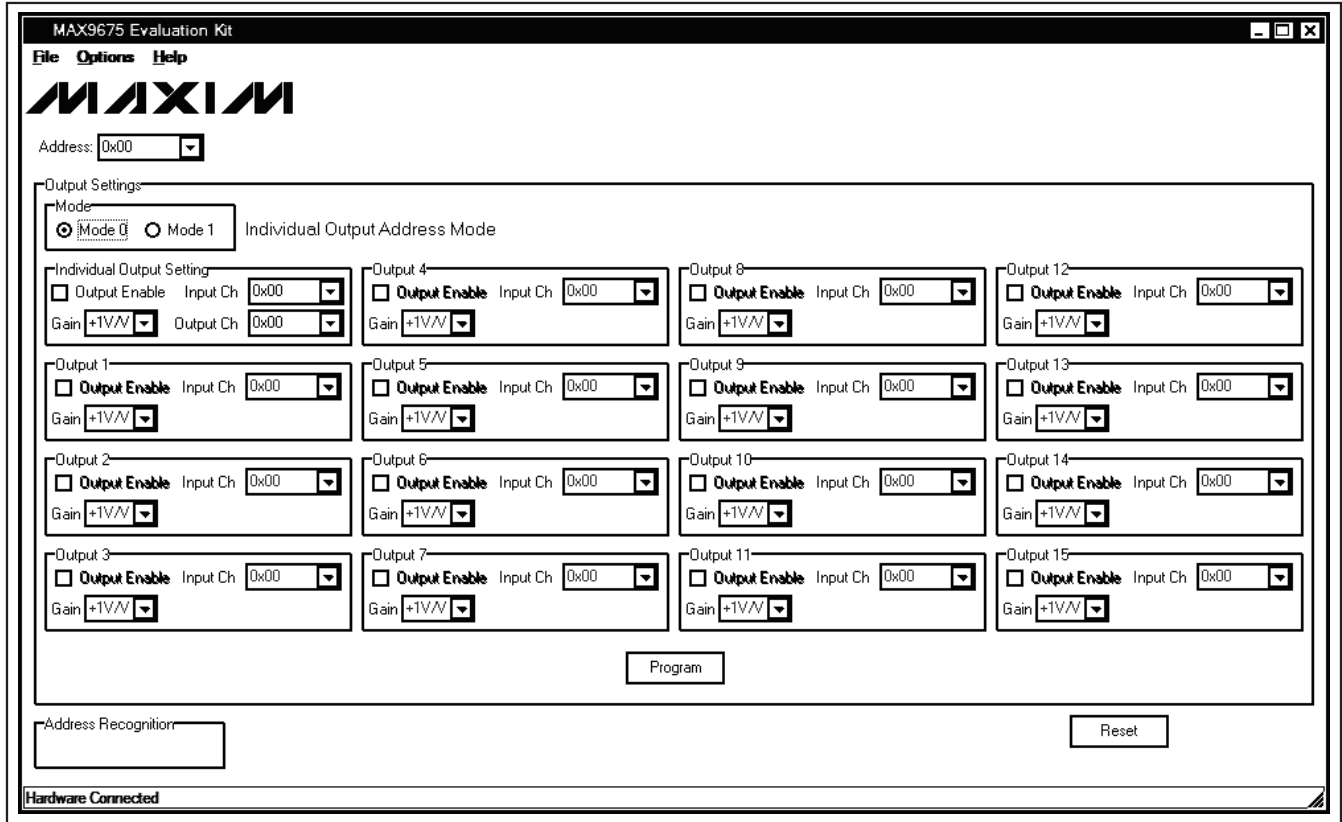 MAX9675 Evaluation Kit
File Options Help
MAXIM
Address: 0x00
Output Settings
Mode
Mode 0 Mode 1 Individual Output Address Mode
Individual Output Setting Output 4 Output 8 Output 12
Output Enable Input Ch 0x00 Output Enable Input Ch 0x00 Output Enable Input Ch 0x00 Output Enable Input Ch 0x00
Gain +1V/V Output Ch 0x00 Gain +1V/V Gain +1V/V Gain +1V/V
Output 1 Output 5 Output 9 Output 13
Output Enable Input Ch 0x00 Output Enable Input Ch 0x00 Output Enable Input Ch 0x00 Output Enable Input Ch 0x00
Gain +1V/V Gain +1V/V Gain +1V/V Gain +1V/V
Output 2 Output 6 Output 10 Output 14
Output Enable Input Ch 0x00 Output Enable Input Ch 0x00 Output Enable Input Ch 0x00 Output Enable Input Ch 0x00
Gain +1V/V Gain +1V/V Gain +1V/V Gain +1V/V
Output 3 Output 7 Output 11 Output 15
Output Enable Input Ch 0x00 Output Enable Input Ch 0x00 Output Enable Input Ch 0x00 Output Enable Input Ch 0x00
Gain +1V/V Gain +1V/V Gain +1V/V Gain +1V/V
Program
Address Recognition
Reset
Hardware Connected